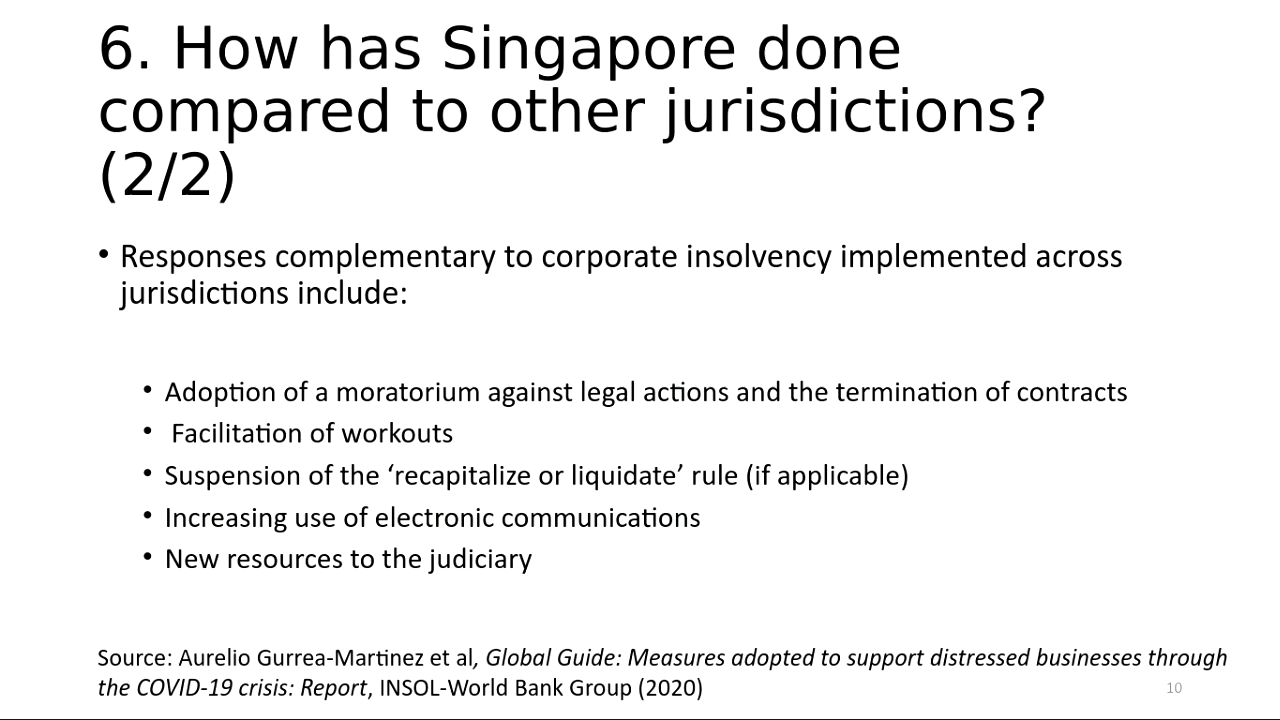 6. How has Singapore done
compared to other jurisdictions?
(2/2)
• Responses complementary to corporate insolvency implemented across
jurisdictions include:
• Adoption of a moratorium against legal actions and the termination of contracts
• Facilitation of workouts
• Suspension of the ‘recapitalize or liquidate’ rule (if applicable)
• Increasing use of electronic communications
• New resources to the judiciary
Source: Aurelio Gurrea-Martinez et al, Global Guide: Measures adopted to support distressed businesses through
the COVID-19 crisis: Report, INSOL-World Bank Group (2020)
10